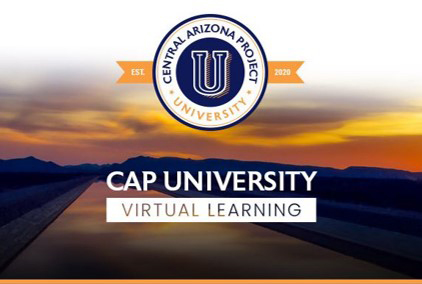 CENTRAL ARIZONA PROJECT
EST.
U
2020
UNIVERSITY
CAP UNIVERSITY
VIRTUAL LEARNING